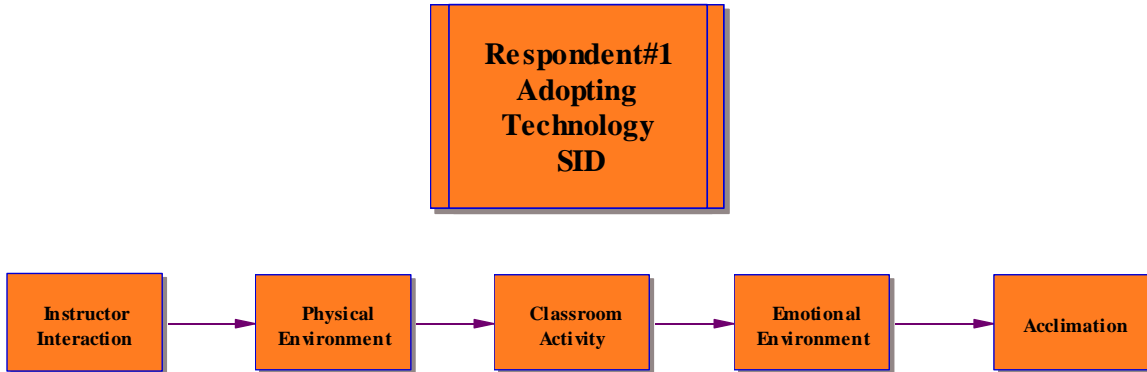 Respondent#1
Adopting
Technology
SID
Instructor
Interaction
Physical
Environment
Classroom
Activity
Emotional
Environment
Acclimation